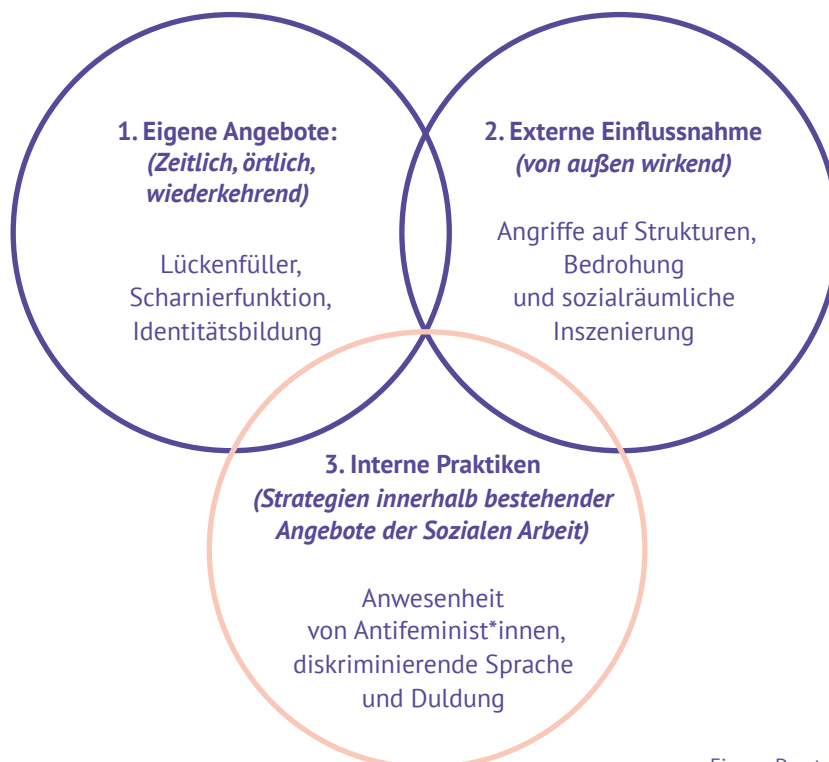 1. Eigene Angebote:
(Zeitlich, örtlich,
wiederkehrend)
Lückenfüller,
Scharnierfunktion,
Identitätsbildung
2. Externe Einflussnahme
(von außen wirkend)
Angriffe auf Strukturen,
Bedrohung
und sozialräumliche
Inszenierung
3. Interne Praktiken
(Strategien innerhalb bestehender
Angebote der Sozialen Arbeit)
Anwesenheit
von Antifeminist*innen,
diskriminierende Sprache
und Duldung